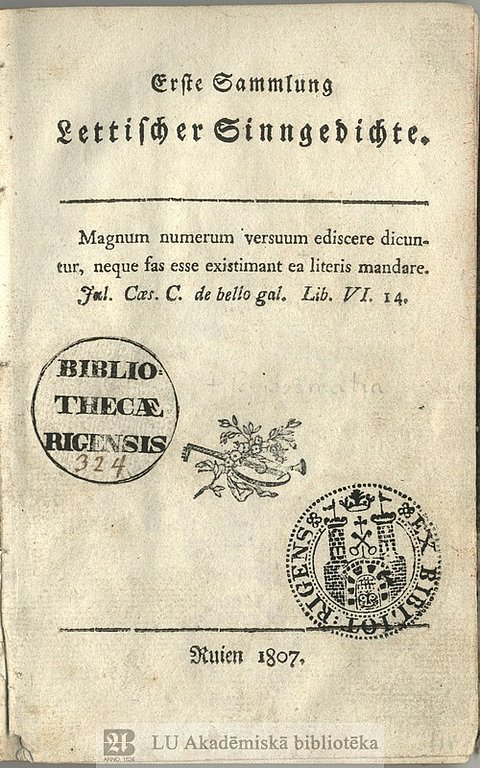 Erste Sammlung
Lettischer Sinngedichte.
Magnum numerum versuum ediscere dicun-
tur, neque fas esse existimant ea literis mandare.
Jul. Cæs. C. de bello gal. Lib. VI. 14.
BIBLIO-
THECÆ
RIGENSIS
324
EX BIBLIOT. RIGENS
Ruien 1807.
LU Akadēmiskā bibliotēka